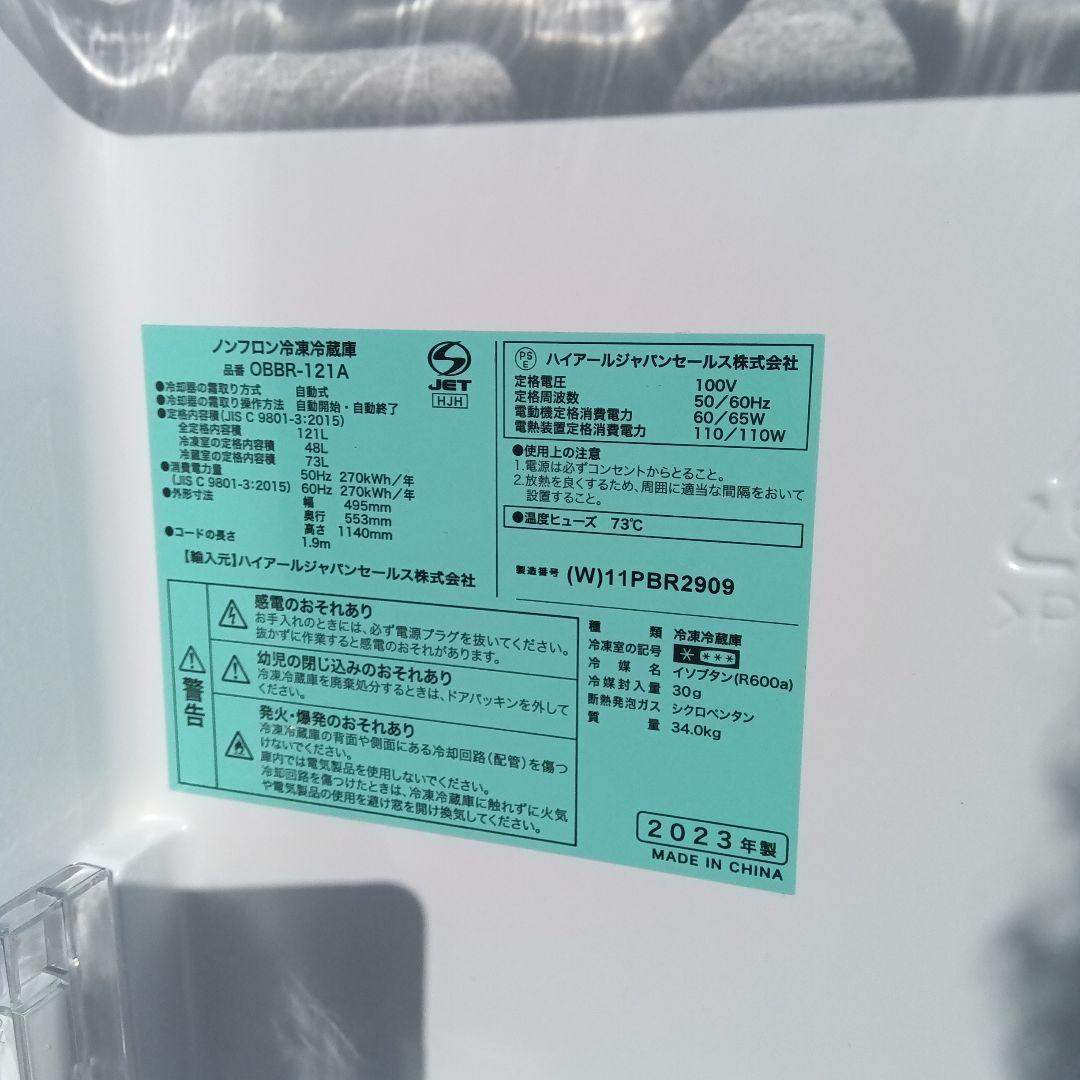 ノンフロン冷凍冷蔵庫
品番 OBBR-121A
●冷却器の霜取り方式 自動式
●冷却器の霜取り操作方法 自動開始・自動終了
●定格内容積(JIS C 9801-3:2015)
全定格内容積 121L
冷凍室の定格内容積 48L
冷蔵室の定格内容積 73L
●消費電力量 50Hz 270kWh/年
(JIS C 9801-3:2015) 60Hz 270kWh/年
●外形寸法 幅 495mm
奥行 553mm
高さ 1140mm
●コードの長さ 1.9m
【輸入元】ハイアールジャパンセールス株式会社
JET
HJH
PSE ハイアールジャパンセールス株式会社
定格電圧 100V
定格周波数 50/60Hz
電動機定格消費電力 60/65W
電熱装置定格消費電力 110/110W
●使用上の注意
1.電源は必ずコンセントからとること。
2.放熱を良くするため、周囲に適当な間隔をおいて
設置すること。
●温度ヒューズ 73℃
製造番号 (W)11PBR2909
警告
感電のおそれあり
お手入れのときには、必ず電源プラグを抜いてください。
抜かずに作業すると感電のおそれがあります。
幼児の閉じ込みのおそれあり
冷凍冷蔵庫を廃棄処分するときは、ドアパッキンを外して
ください。
発火・爆発のおそれあり
冷凍冷蔵庫の背面や側面にある冷却回路(配管)を傷つ
けないでください。
庫内では電気製品を使用しないでください。
冷却回路を傷つけたときは、冷凍冷蔵庫に触れずに火気
や電気製品の使用を避け窓を開け換気してください。
種類 冷凍冷蔵庫
冷凍室の記号 * ***
冷媒名 イソブタン(R600a)
冷媒封入量 30g
断熱発泡ガス シクロペンタン
質量 34.0kg
2023年製
MADE IN CHINA